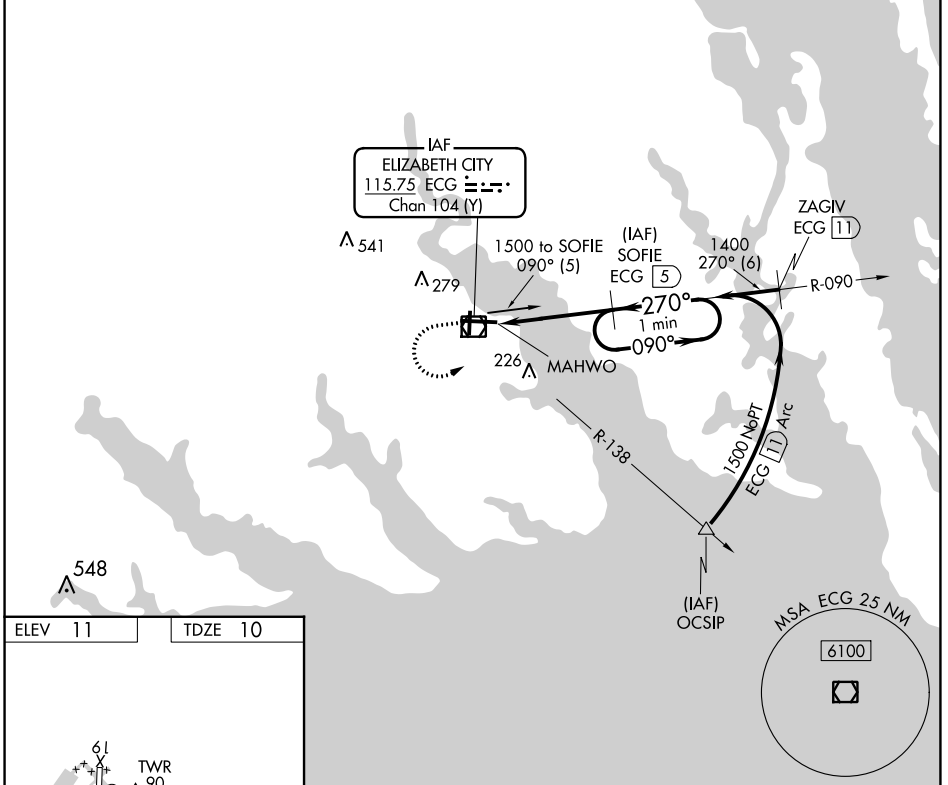 IAF
ELIZABETH CITY
115.75 ECG
Chan 104 (Y)
541
279
1500 to SOFIE
090° (5)
(IAF)
SOFIE
ECG 5
1400
270° (6)
ZAGIV
ECG 11
R-090
270°
1 min
090°
226
MAHWO
R-138
1500 NoPT
ECG 11 Arc
(IAF)
OCSIP
548
MSA ECG 25 NM
6100
ELEV 11
TDZE 10
19
TWR
90